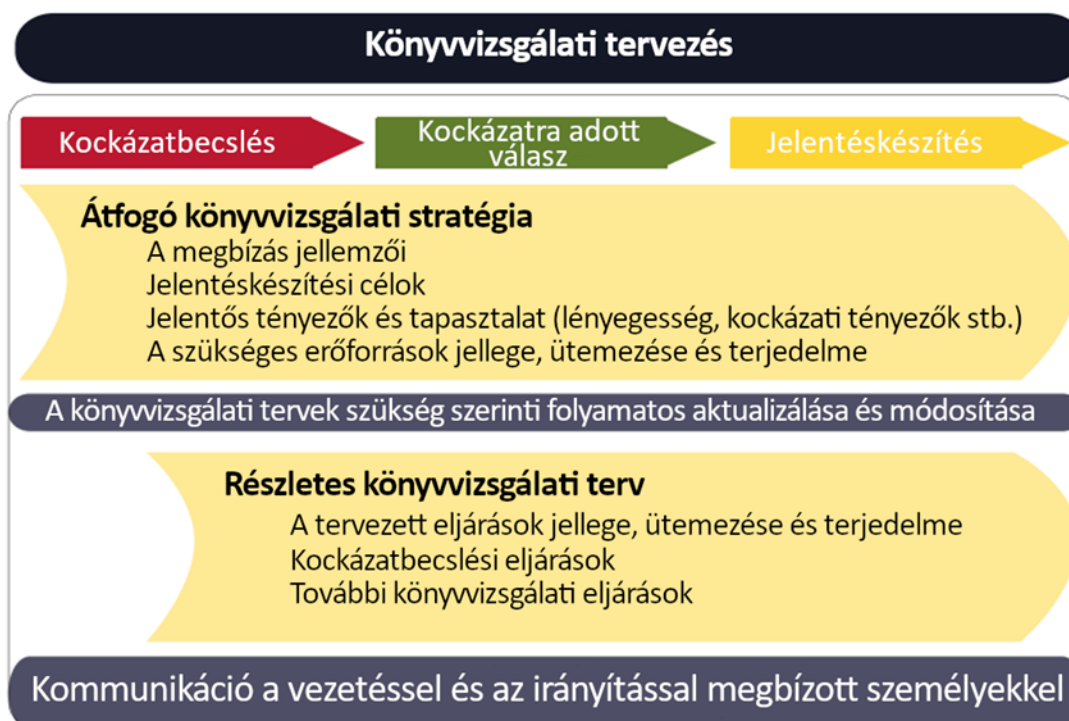 Könyvvizsgálati tervezés
Kockázatbecslés
Kockázatra adott
válasz
Jelentéskészítés
Átfogó könyvvizsgálati stratégia
A megbízás jellemzői
Jelentéskészítési célok
Jelentős tényezők és tapasztalat (lényegesség, kockázati tényezők stb.)
A szükséges erőforrások jellege, ütemezése és terjedelme
A könyvvizsgálati tervek szükség szerinti folyamatos aktualizálása és módosítása
Részletes könyvvizsgálati terv
A tervezett eljárások jellege, ütemezése és terjedelme
Kockázatbecslési eljárások
További könyvvizsgálati eljárások
Kommunikáció a vezetéssel és az irányítással megbízott személyekkel